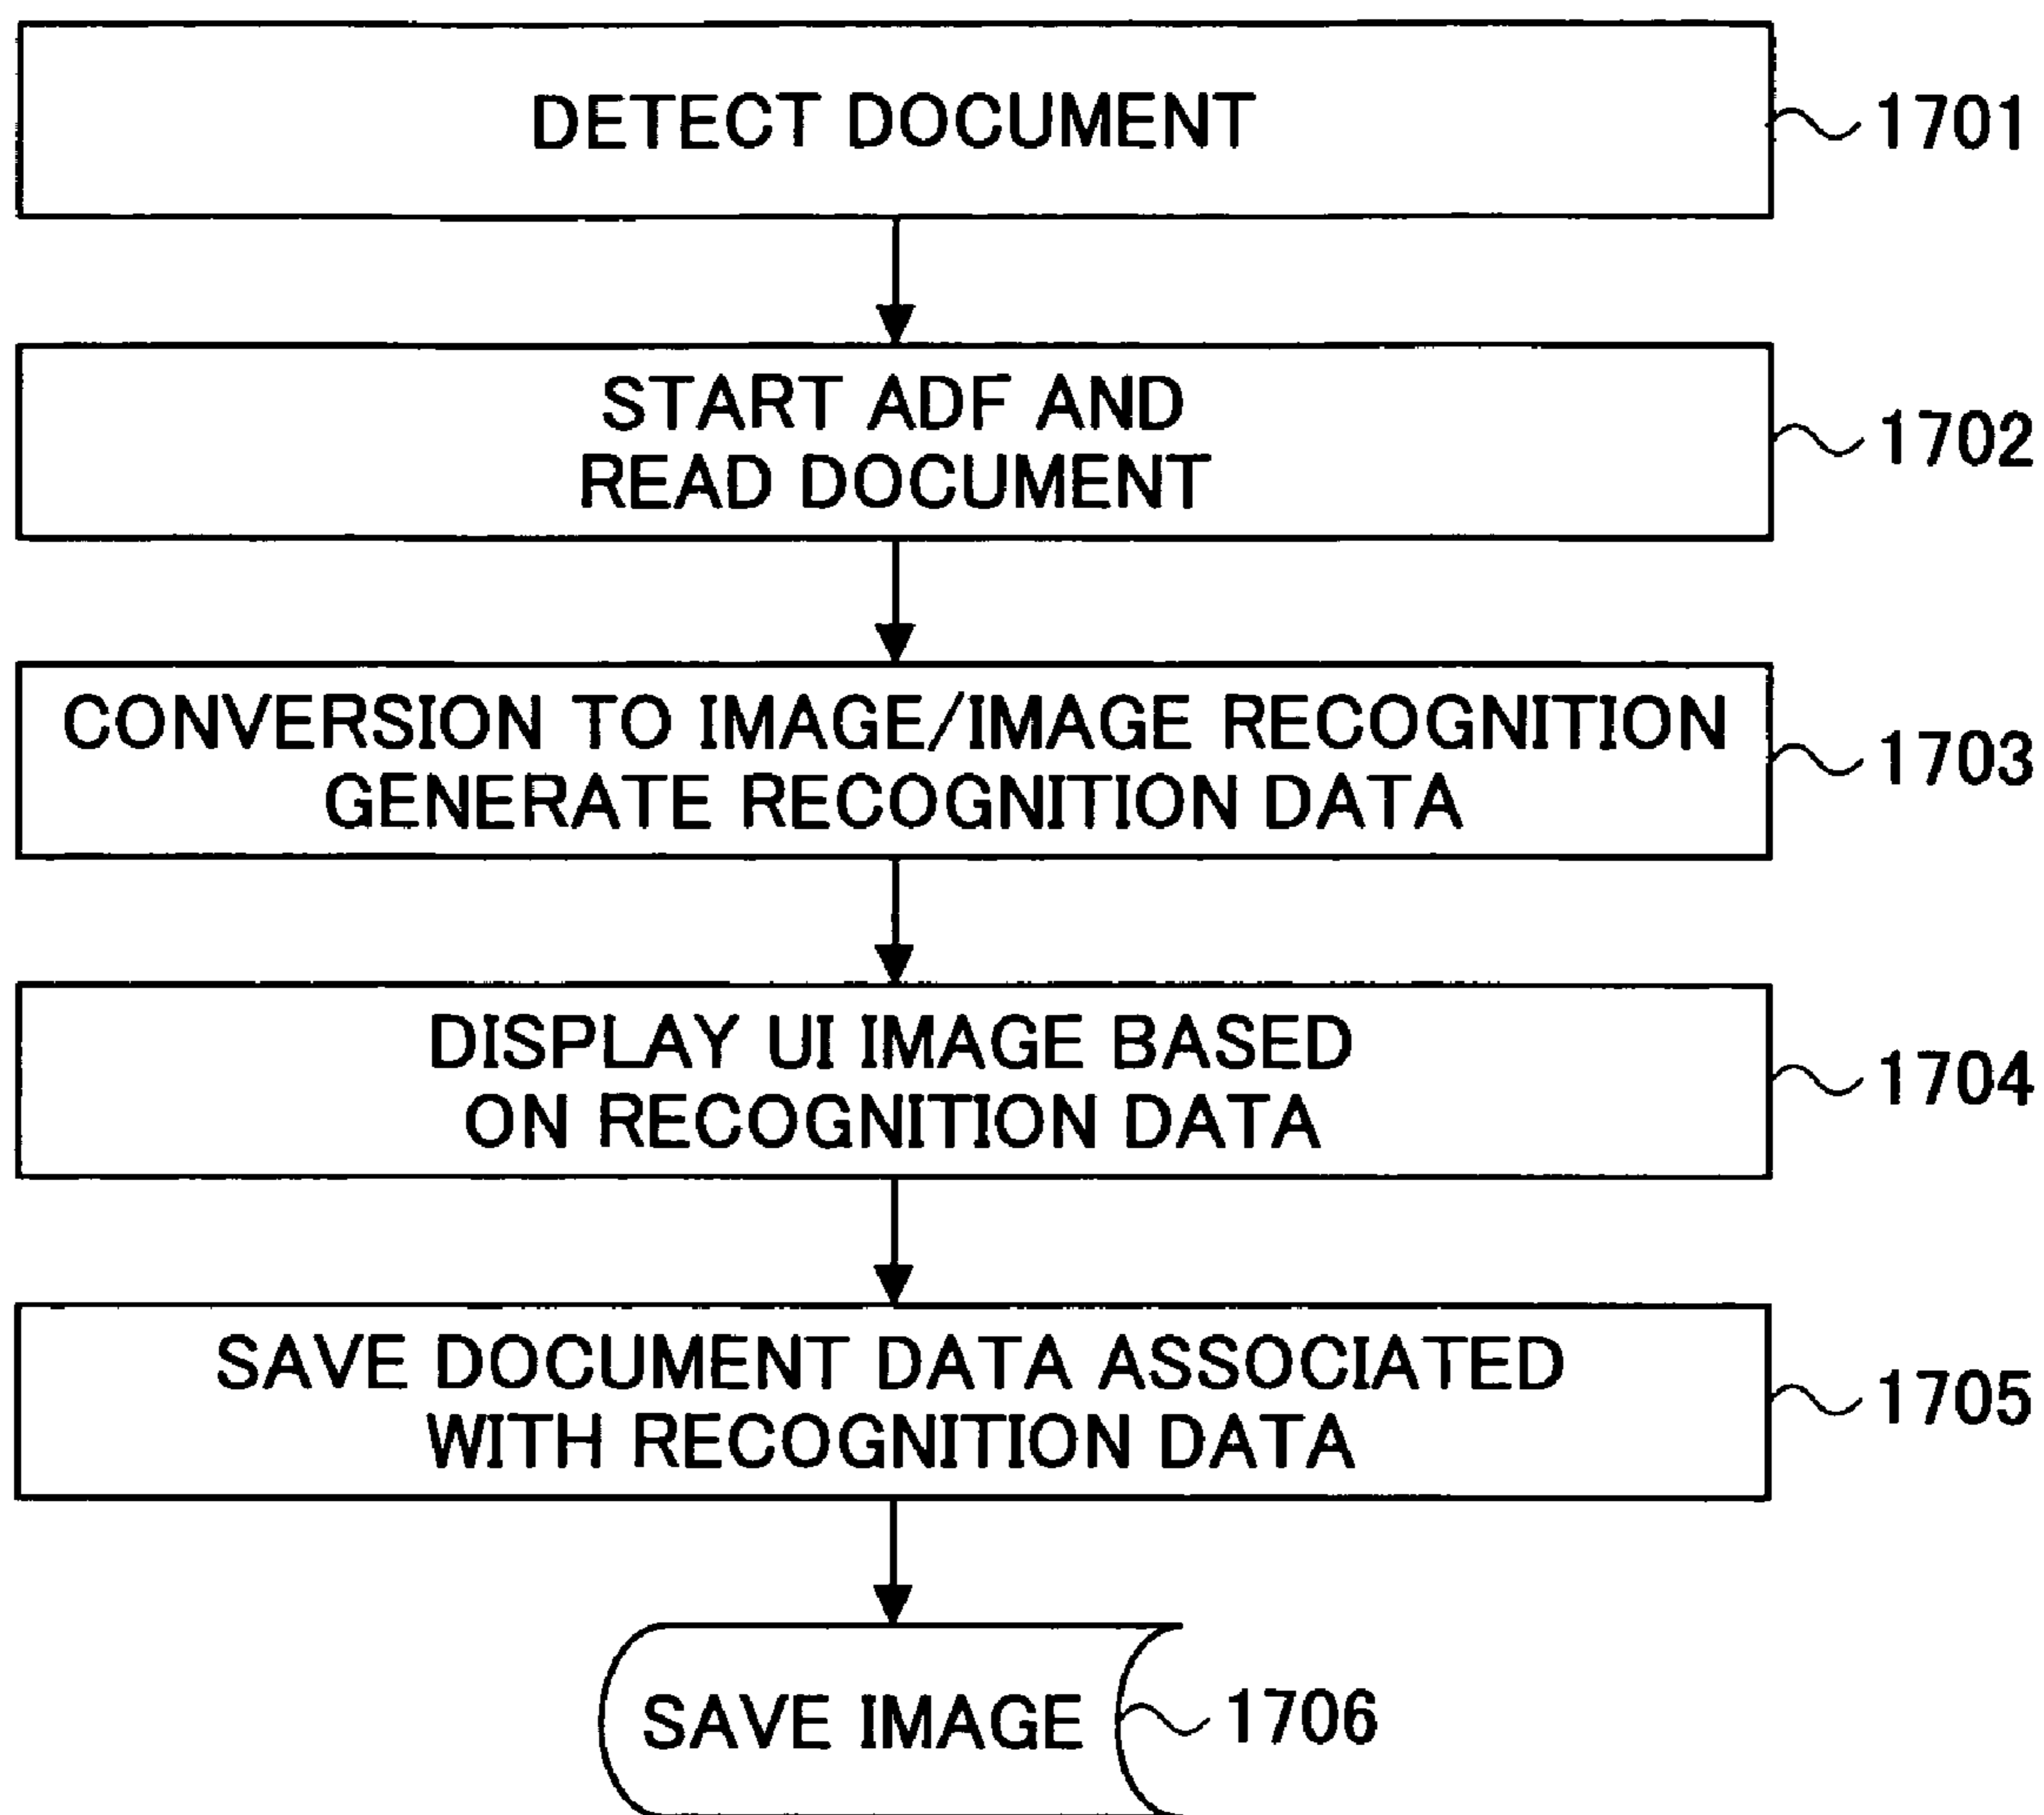 DETECT DOCUMENT
1701
START ADF AND
READ DOCUMENT
1702
CONVERSION TO IMAGE/IMAGE RECOGNITION
GENERATE RECOGNITION DATA
1703
DISPLAY UI IMAGE BASED
ON RECOGNITION DATA
1704
SAVE DOCUMENT DATA ASSOCIATED
WITH RECOGNITION DATA
1705
SAVE IMAGE
1706